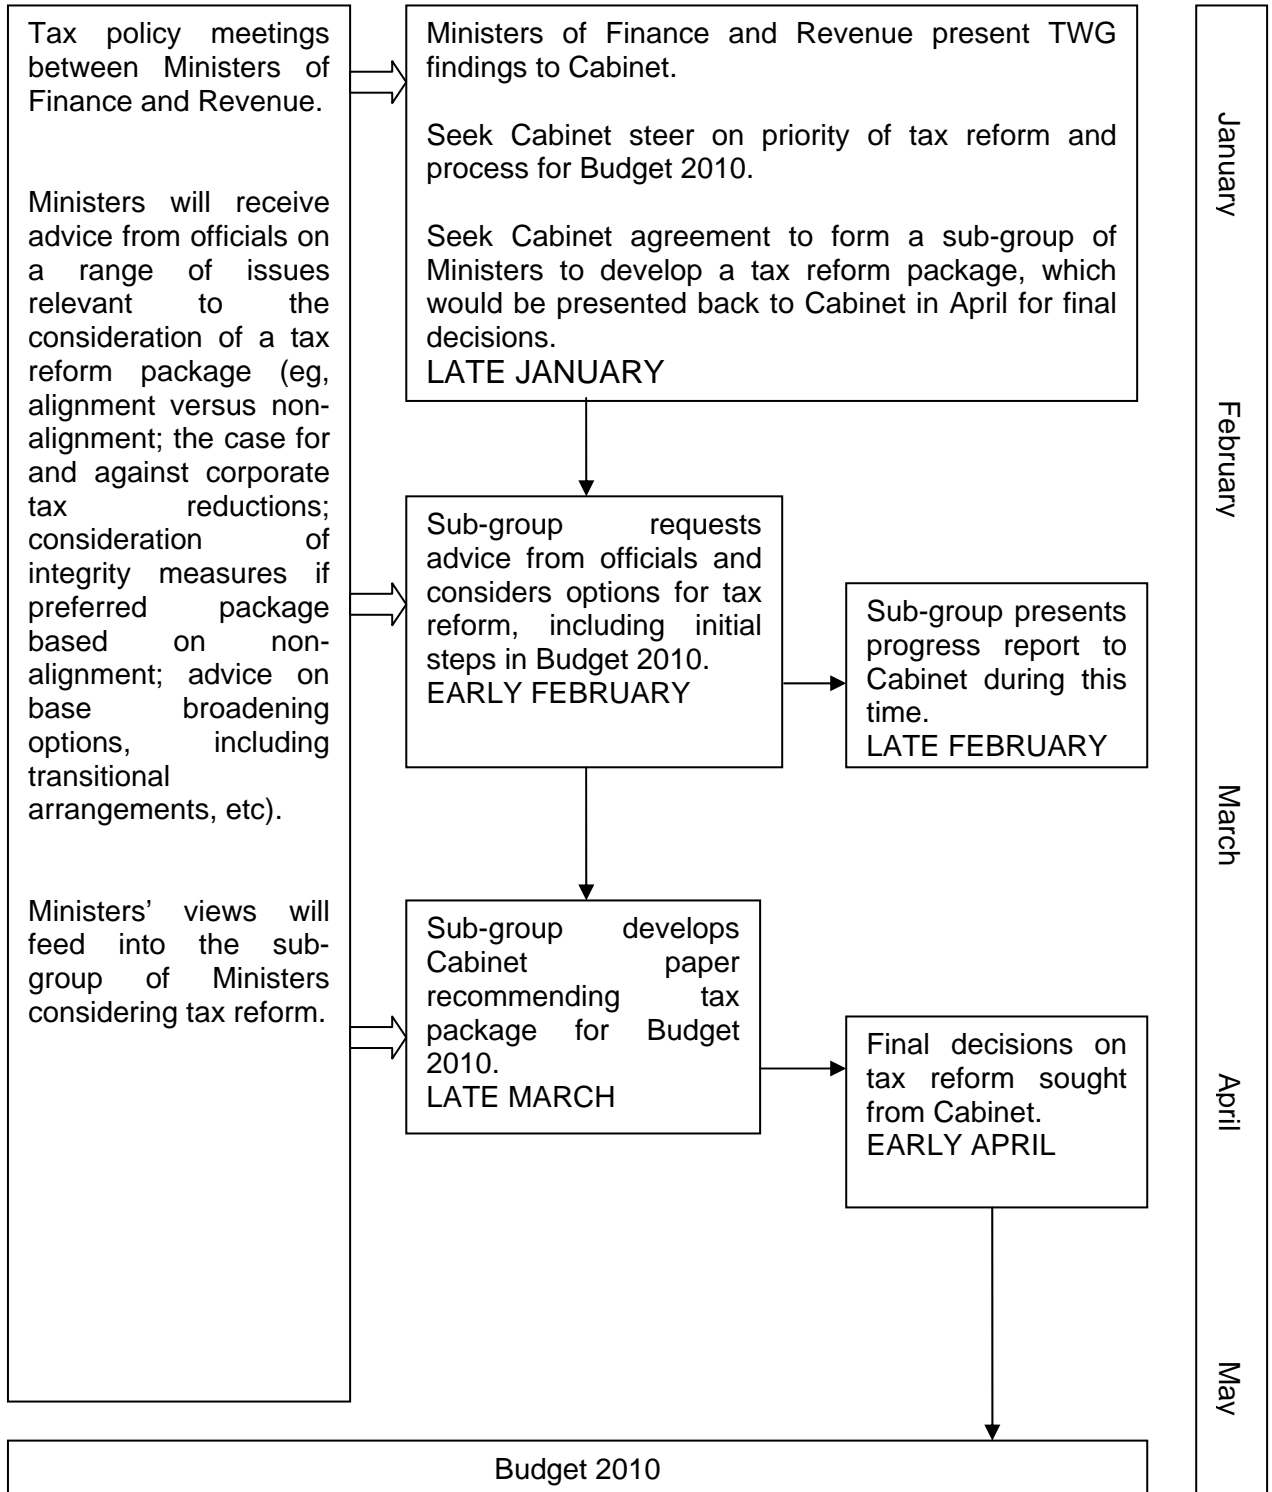 Tax policy meetings
between Ministers of
Finance and Revenue.
Ministers will receive
advice from officials on
a range of issues
relevant to the
consideration of a tax
reform package (eg,
alignment versus non-
alignment; the case for
and against corporate
tax reductions;
consideration of
integrity measures if
preferred package
based on non-
alignment; advice on
base broadening
options, including
transitional
arrangements, etc).
Ministers’ views will
feed into the sub-
group of Ministers
considering tax reform.
Ministers of Finance and Revenue present TWG
findings to Cabinet.
Seek Cabinet steer on priority of tax reform and
process for Budget 2010.
Seek Cabinet agreement to form a sub-group of
Ministers to develop a tax reform package, which
would be presented back to Cabinet in April for final
decisions.
LATE JANUARY
Sub-group requests
advice from officials and
considers options for tax
reform, including initial
steps in Budget 2010.
EARLY FEBRUARY
Sub-group presents
progress report to
Cabinet during this
time.
LATE FEBRUARY
Sub-group develops
Cabinet paper
recommending tax
package for Budget
2010.
LATE MARCH
Final decisions on
tax reform sought
from Cabinet.
EARLY APRIL
Budget 2010
January
February
March
April
May